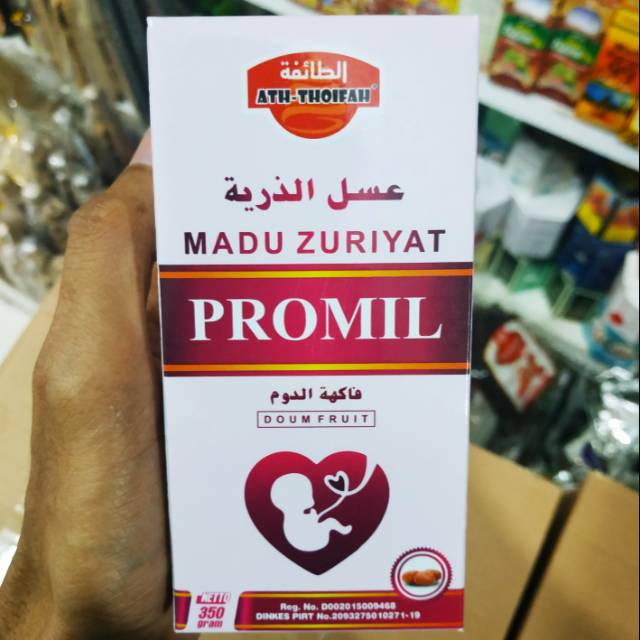 الطائفة
ATH-THOIFAH®
عسل الذرية
MADU ZURIYAT
PROMIL
فاكهة الدوم
DOUM FRUIT
NETTO
350
gram
Reg. No. D002015009468
DINKES PIRT No.2093275010271-19